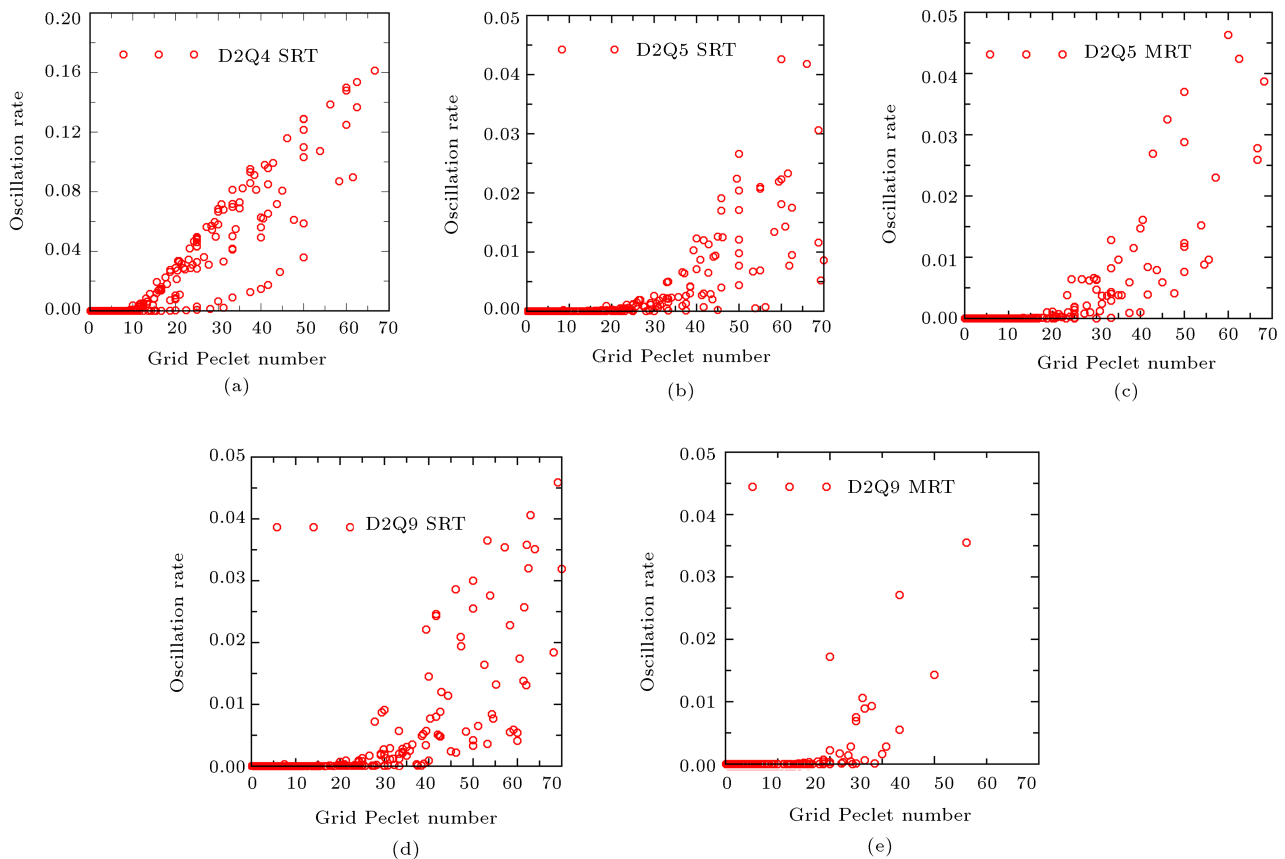 0.20
0.16
0.12
0.08
0.04
0.00
0 10 20 30 40 50 60 70
Oscillation rate
D2Q4 SRT
Grid Peclet number
(a)
0.05
0.04
0.03
0.02
0.01
0.00
0 10 20 30 40 50 60 70
Oscillation rate
D2Q5 SRT
Grid Peclet number
(b)
0.05
0.04
0.03
0.02
0.01
0.00
0 10 20 30 40 50 60 70
Oscillation rate
D2Q5 MRT
Grid Peclet number
(c)
0.05
0.04
0.03
0.02
0.01
0.00
0 10 20 30 40 50 60 70
Oscillation rate
D2Q9 SRT
Grid Peclet number
(d)
0.05
0.04
0.03
0.02
0.01
0.00
0 10 20 30 40 50 60 70
Oscillation rate
D2Q9 MRT
Grid Peclet number
(e)